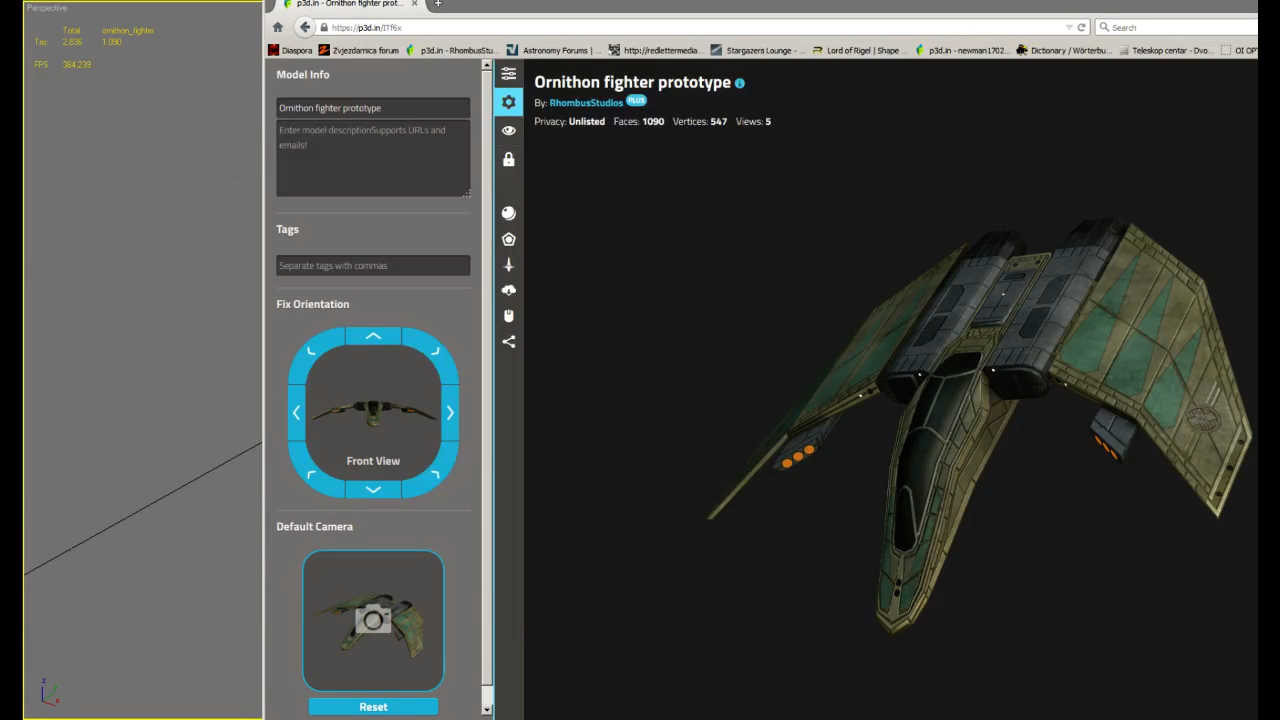 Perspective
Total ornithon_fighter
Tris: 2.836 1.090
FPS: 384,239
p3d.in - Ornithon fighter prot...
https://p3d.in/ITf6x
Search
Diaspora
Zvjezdarnica forum
p3d.in - RhombusStu...
Astronomy Forums | ...
http://redlettermedia...
Stargazers Lounge - ...
Lord of Rigel | Shape ...
p3d.in - newman1702...
Dictionary / Wörterbu...
Teleskop centar - Dvo...
OI OPT
Model Info
Ornithon fighter prototype
Enter model descriptionSupports URLs and
emails!
Tags
Separate tags with commas
Fix Orientation
Front View
Default Camera
Reset
Ornithon fighter prototype
By: RhombusStudios PLUS
Privacy: Unlisted Faces: 1090 Vertices: 547 Views: 5
z
x